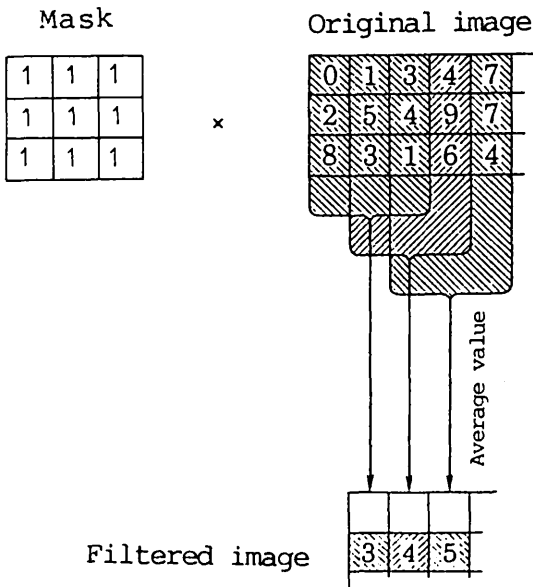 Mask
Original image
1 1 1
1 1 1
1 1 1
×
0 1 3 4 7
2 5 4 9 7
8 3 1 6 4
Average value
Filtered image
3 4 5